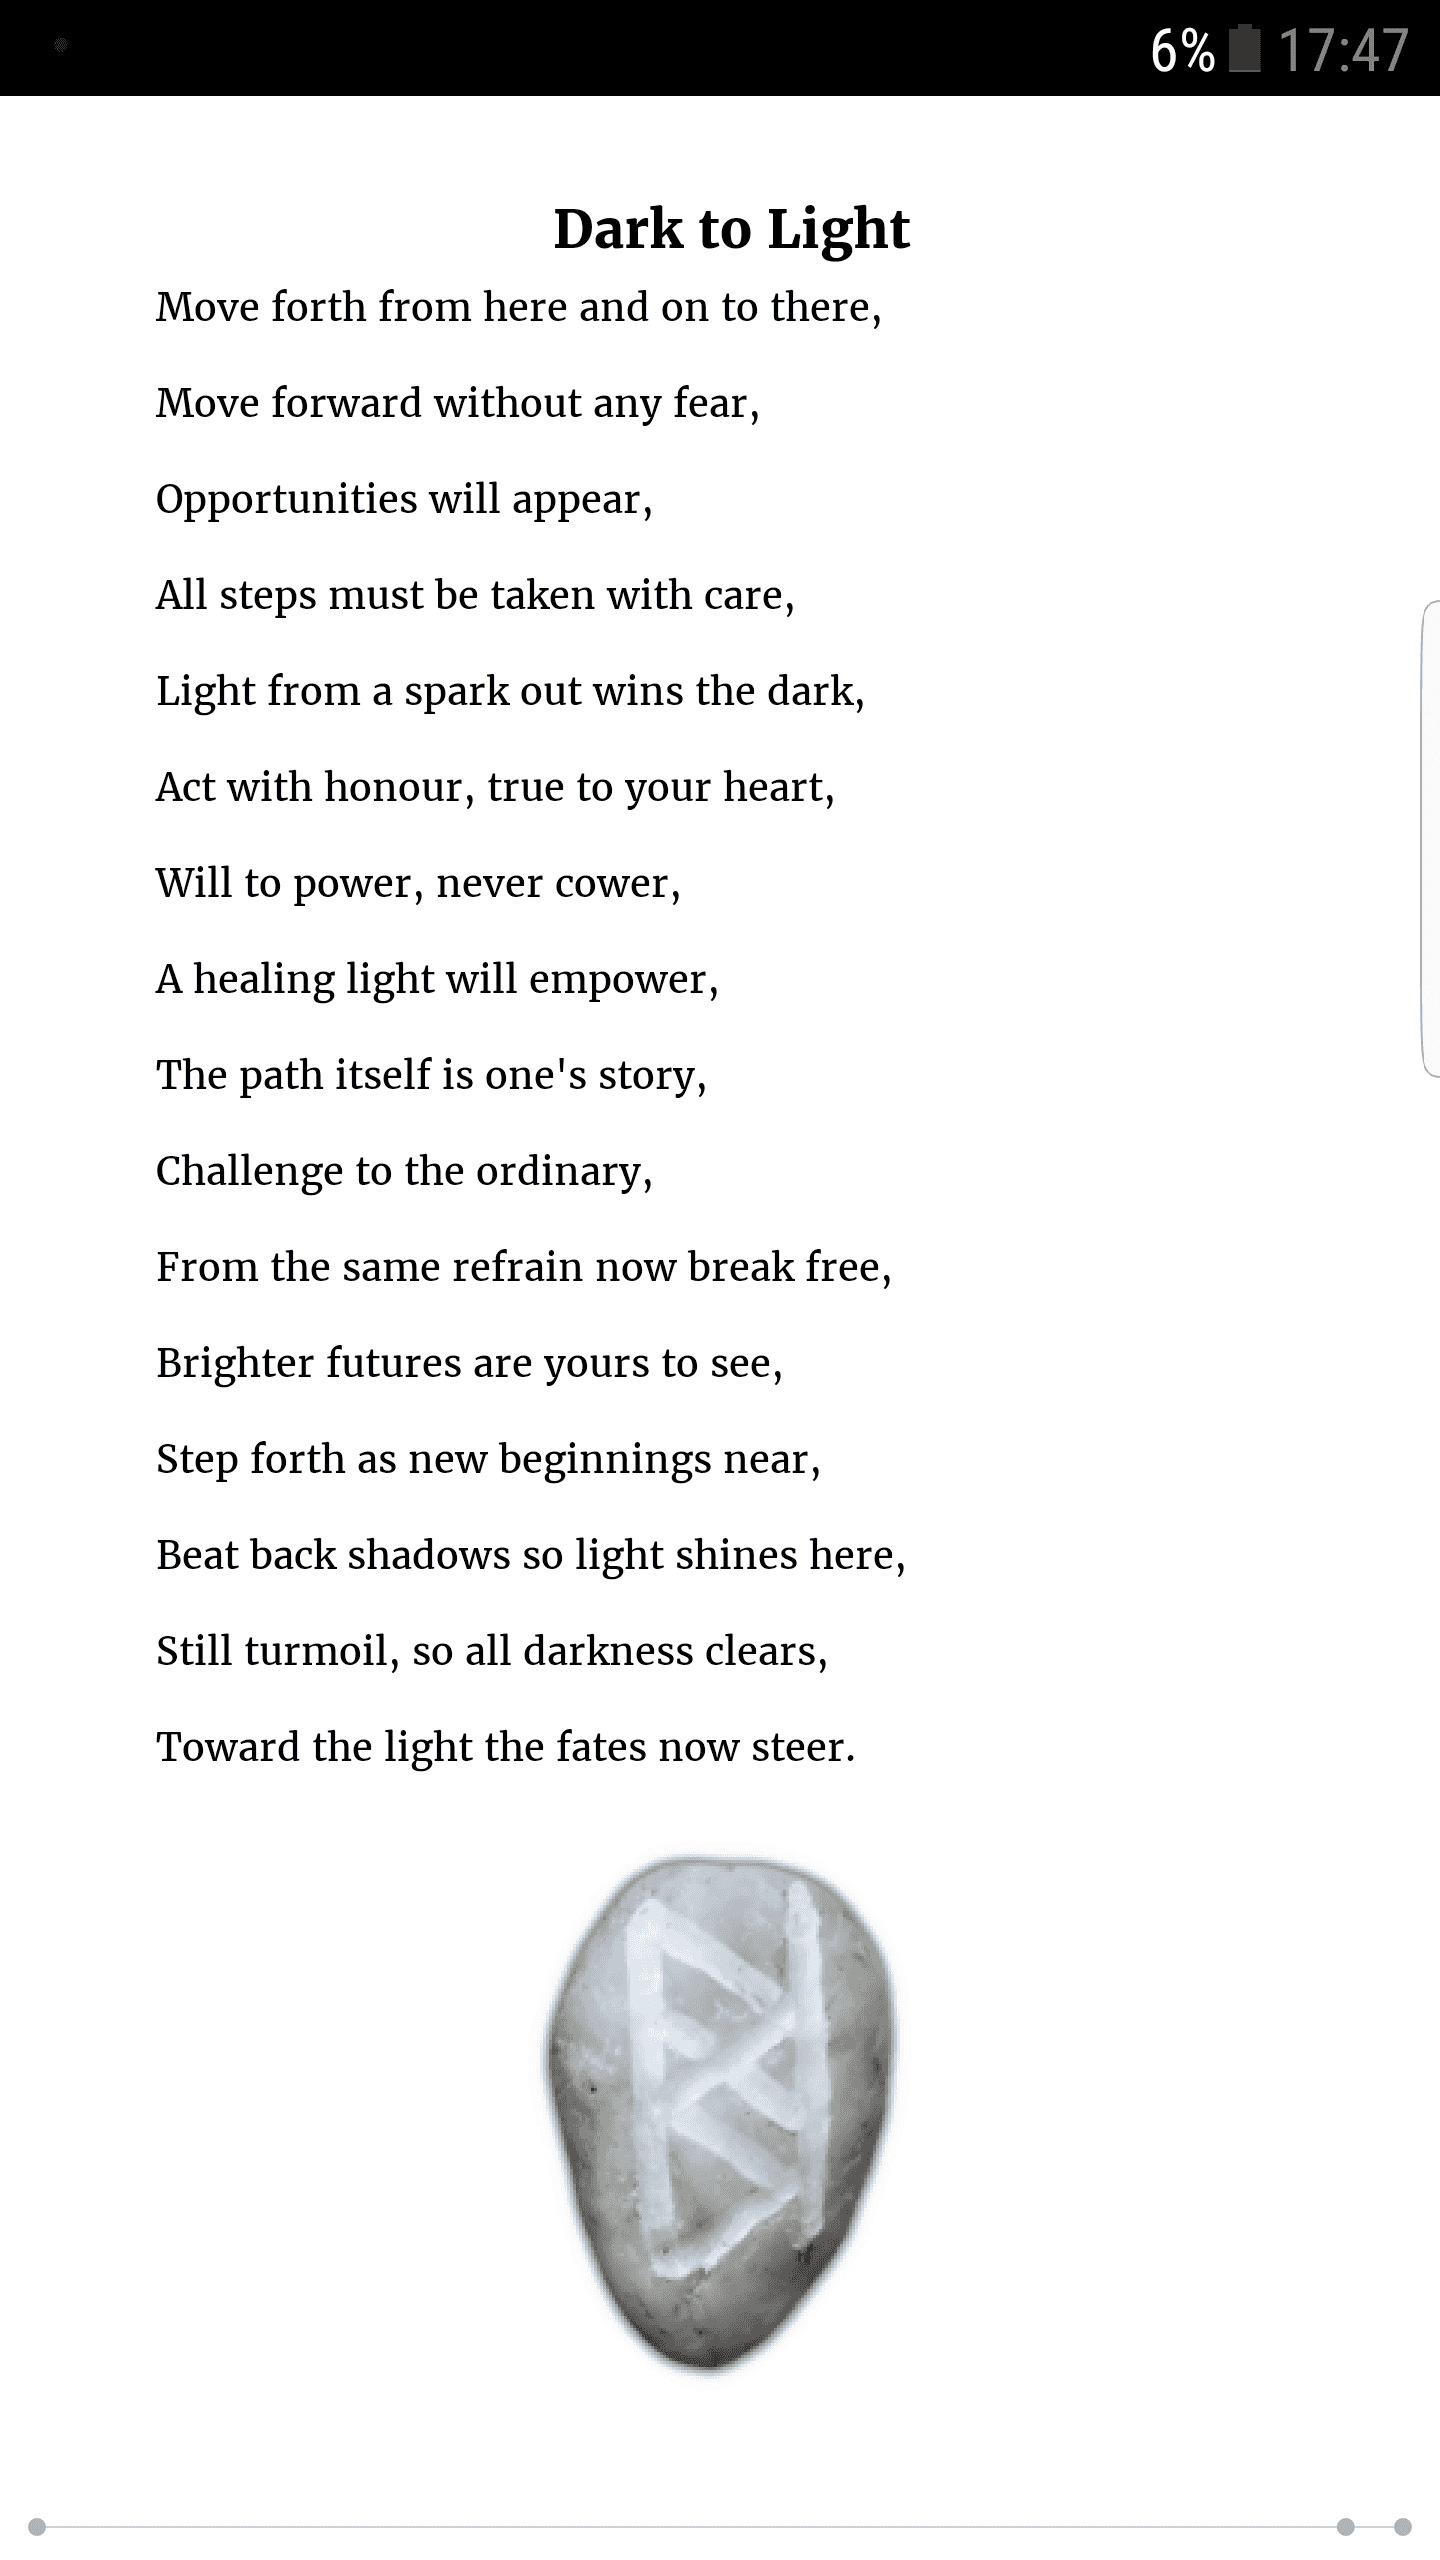 6% 17:47
Dark to Light
Move forth from here and on to there,
Move forward without any fear,
Opportunities will appear,
All steps must be taken with care,
Light from a spark out wins the dark,
Act with honour, true to your heart,
Will to power, never cower,
A healing light will empower,
The path itself is one's story,
Challenge to the ordinary,
From the same refrain now break free,
Brighter futures are yours to see,
Step forth as new beginnings near,
Beat back shadows so light shines here,
Still turmoil, so all darkness clears,
Toward the light the fates now steer.